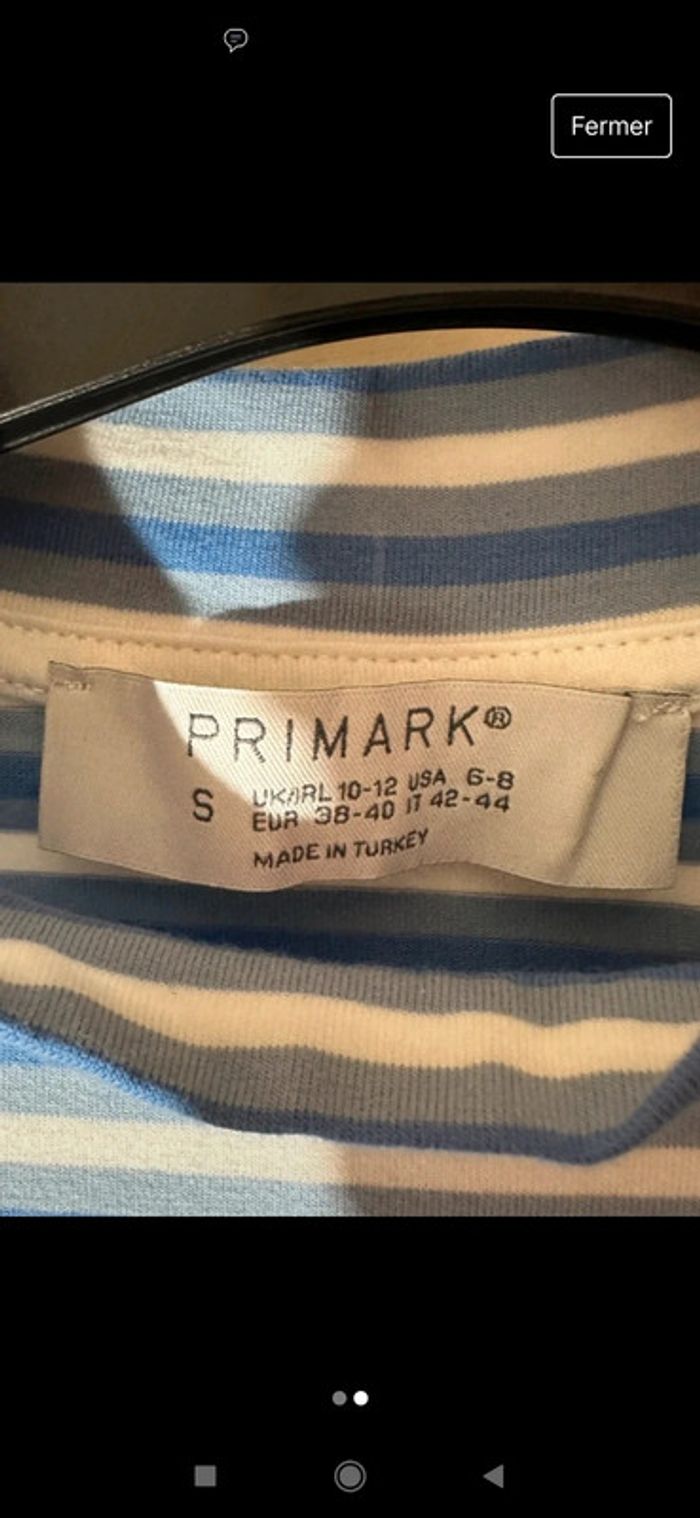 Fermer
PRIMARK®
S UK/IRL 10-12 USA 6-8
EUR 38-40 IT 42-44
MADE IN TURKEY